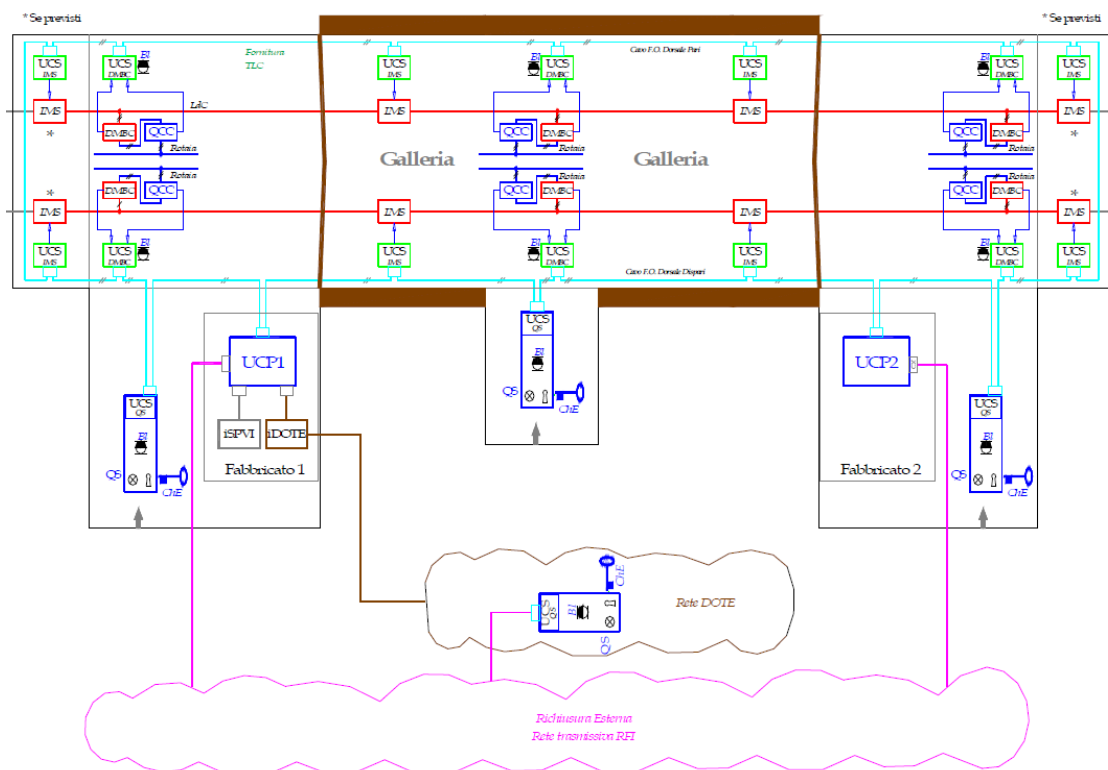 * Se previsti
* Se previsti
UCS IMS
UCS DMBC
BI
Fornitura TLC
UCS IMS
Cavo F.O. Dorsale Pari
BI
UCS DMBC
UCS IMS
BI
UCS DMBC
UCS IMS
IMS
LdC
IMS
IMS
IMS
*
DMBC
QCC
QCC
DMBC
QCC
DMBC
*
Rotaia
Galleria
Rotaia
Galleria
Rotaia
Rotaia
Rotaia
Rotaia
*
DMBC
QCC
QCC
DMBC
QCC
DMBC
*
IMS
IMS
IMS
IMS
UCS IMS
UCS DMBC
BI
UCS IMS
BI
UCS DMBC
UCS IMS
BI
UCS DMBC
UCS IMS
Cavo F.O. Dorsale Dispari
UCS QS
BI
QS
ChE
UCP1
UCP2
QS
iSPVI
iDOTE
Fabbricato 1
Fabbricato 2
UCS QS
BI
QS
ChE
UCS QS
BI
QS
ChE
ChE
UCS QS
BI
QS
Rete DOTE
Richiusura Esterna
Rete trasmissiva RFI